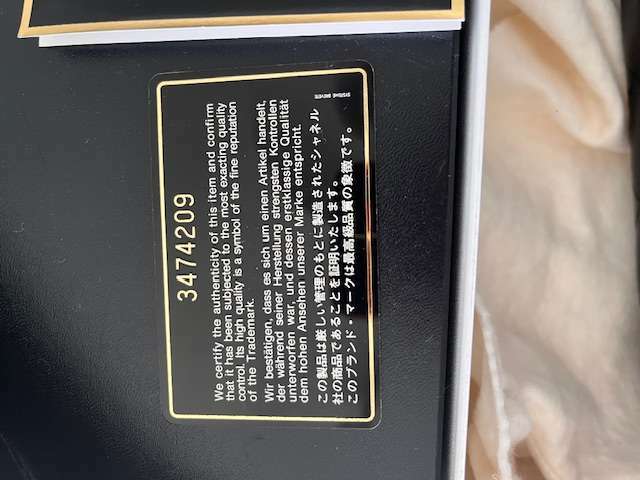 3474209
We certify the authenticity of this item and confirm
that it has been subjected to the most exacting quality
control. Its high quality is a symbol of the fine reputation
of the Trademark.
Wir bestätigen, dass es sich um einen Artikel handelt,
der während seiner Herstellung strengsten Kontrollen
unterworfen war, und dessen erstklassige Qualität
dem hohen Ansehen unserer Marke entspricht.
この製品は厳しい管理のもとに製造されたシャネル
社の商品であることを証明いたします。
このブランド・マークは最高級品質の象徴です。
SYSTEME BREVETE